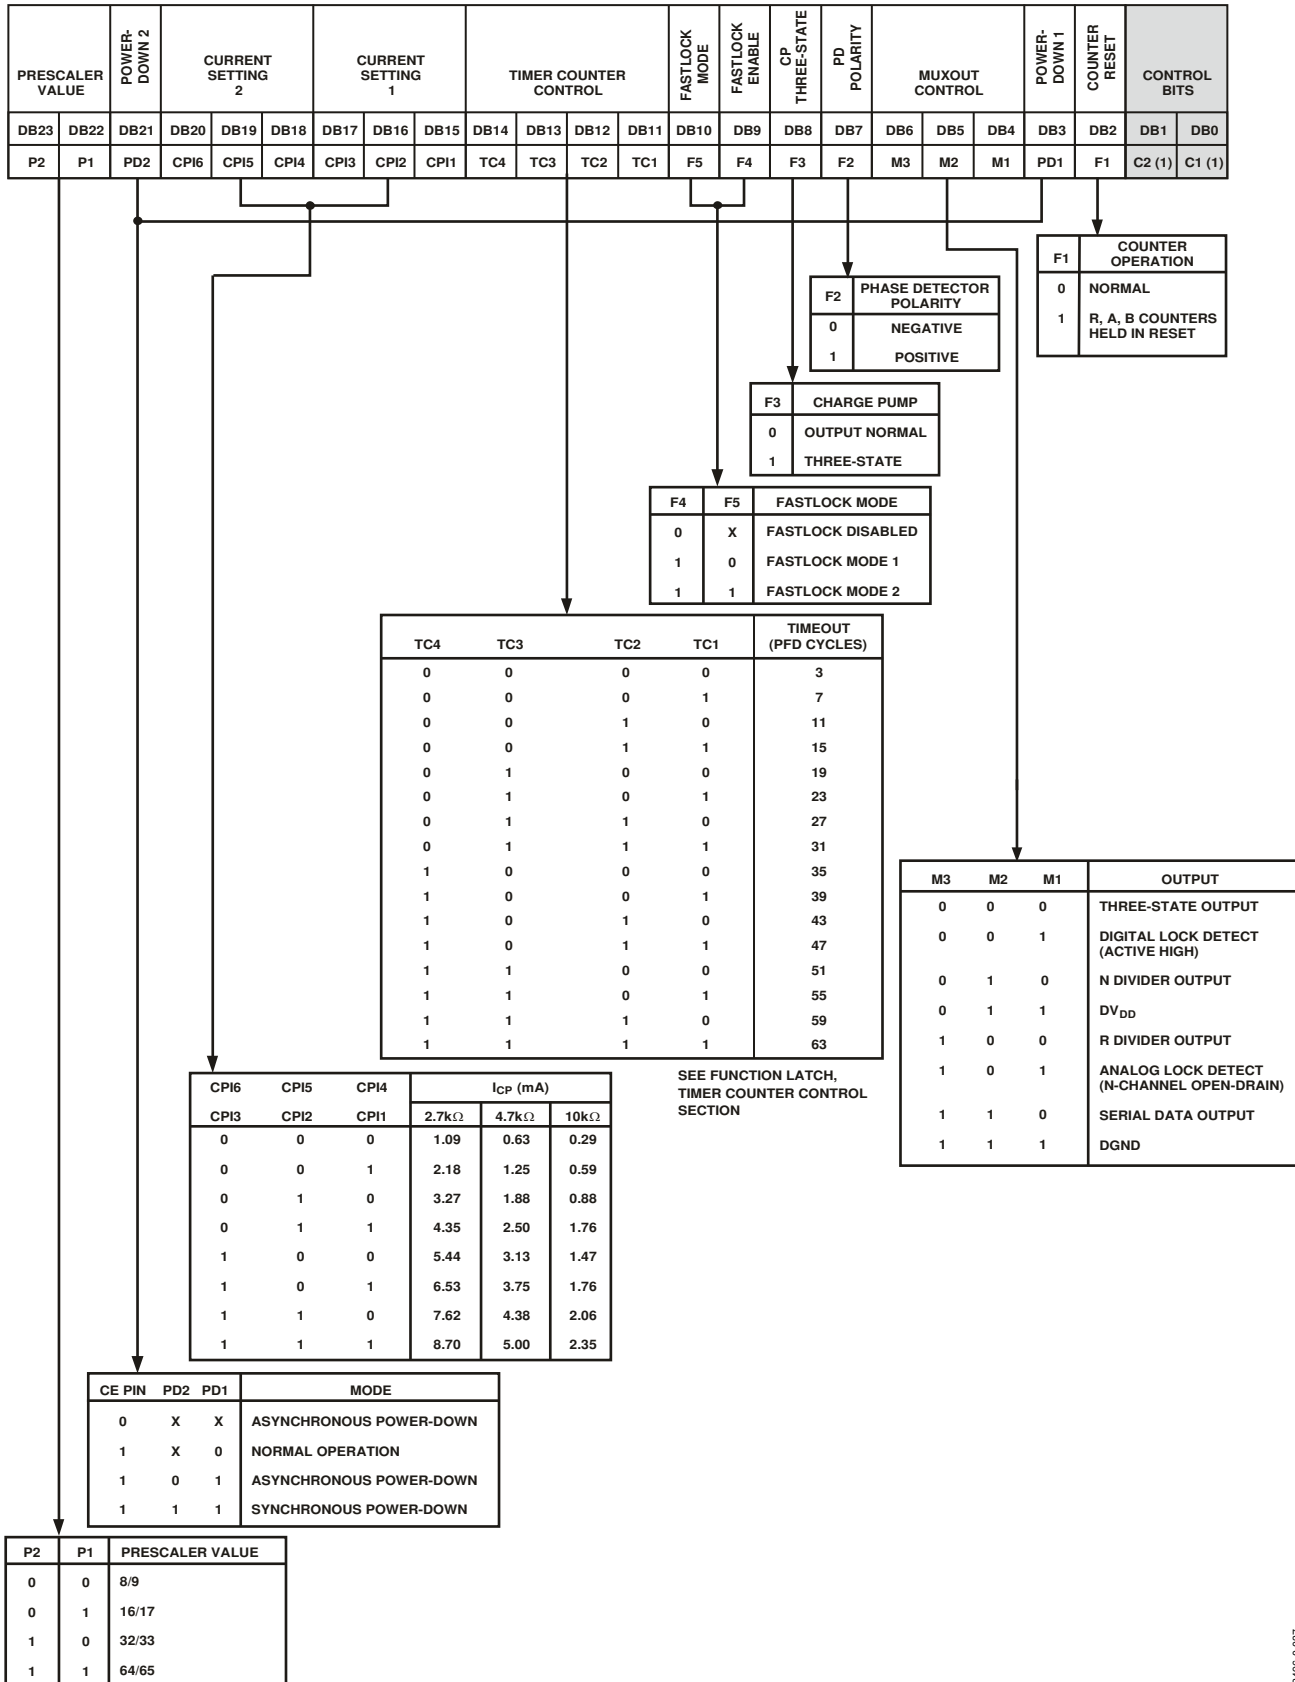 PRESCALER VALUE POWER-DOWN 2 CURRENT SETTING 2 CURRENT SETTING 1 TIMER COUNTER CONTROL FASTLOCK MODE FASTLOCK ENABLE CP THREE-STATE PD POLARITY MUXOUT CONTROL POWER-DOWN 1 COUNTER RESET CONTROL BITS
DB23 DB22 DB21 DB20 DB19 DB18 DB17 DB16 DB15 DB14 DB13 DB12 DB11 DB10 DB9 DB8 DB7 DB6 DB5 DB4 DB3 DB2 DB1 DB0
P2 P1 PD2 CPI6 CPI5 CPI4 CPI3 CPI2 CPI1 TC4 TC3 TC2 TC1 F5 F4 F3 F2 M3 M2 M1 PD1 F1 C2 (1) C1 (1)
F1 COUNTER OPERATION
0 NORMAL
1 R, A, B COUNTERS
HELD IN RESET
F2 PHASE DETECTOR POLARITY
0 NEGATIVE
1 POSITIVE
F3 CHARGE PUMP
0 OUTPUT NORMAL
1 THREE-STATE
F4 F5 FASTLOCK MODE
0 X FASTLOCK DISABLED
1 0 FASTLOCK MODE 1
1 1 FASTLOCK MODE 2
TC4 TC3 TC2 TC1 TIMEOUT (PFD CYCLES)
0 0 0 0 3
0 0 0 1 7
0 0 1 0 11
0 0 1 1 15
0 1 0 0 19
0 1 0 1 23
0 1 1 0 27
0 1 1 1 31
1 0 0 0 35
1 0 0 1 39
1 0 1 0 43
1 0 1 1 47
1 1 0 0 51
1 1 0 1 55
1 1 1 0 59
1 1 1 1 63
SEE FUNCTION LATCH,
TIMER COUNTER CONTROL
SECTION
M3 M2 M1 OUTPUT
0 0 0 THREE-STATE OUTPUT
0 0 1 DIGITAL LOCK DETECT
(ACTIVE HIGH)
0 1 0 N DIVIDER OUTPUT
0 1 1 DVDD
1 0 0 R DIVIDER OUTPUT
1 0 1 ANALOG LOCK DETECT
(N-CHANNEL OPEN-DRAIN)
1 1 0 SERIAL DATA OUTPUT
1 1 1 DGND
CPI6 CPI5 CPI4 ICP (mA)
CPI3 CPI2 CPI1 2.7kΩ 4.7kΩ 10kΩ
0 0 0 1.09 0.63 0.29
0 0 1 2.18 1.25 0.59
0 1 0 3.27 1.88 0.88
0 1 1 4.35 2.50 1.76
1 0 0 5.44 3.13 1.47
1 0 1 6.53 3.75 1.76
1 1 0 7.62 4.38 2.06
1 1 1 8.70 5.00 2.35
CE PIN PD2 PD1 MODE
0 X X ASYNCHRONOUS POWER-DOWN
1 X 0 NORMAL OPERATION
1 0 1 ASYNCHRONOUS POWER-DOWN
1 1 1 SYNCHRONOUS POWER-DOWN
P2 P1 PRESCALER VALUE
0 0 8/9
0 1 16/17
1 0 32/33
1 1 64/65